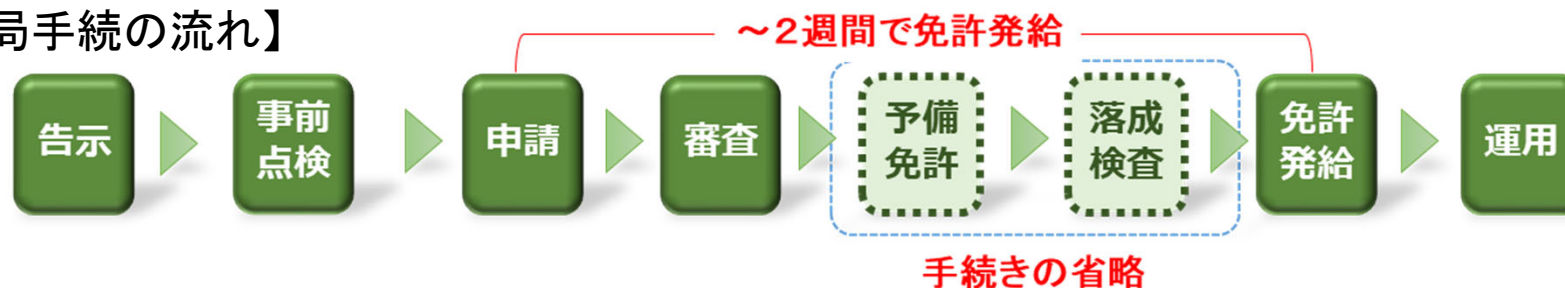 局手続の流れ】
～２週間で免許発給
告示
事前
点検
申請
審査
予備
免許
落成
検査
免許
発給
運用
手続きの省略